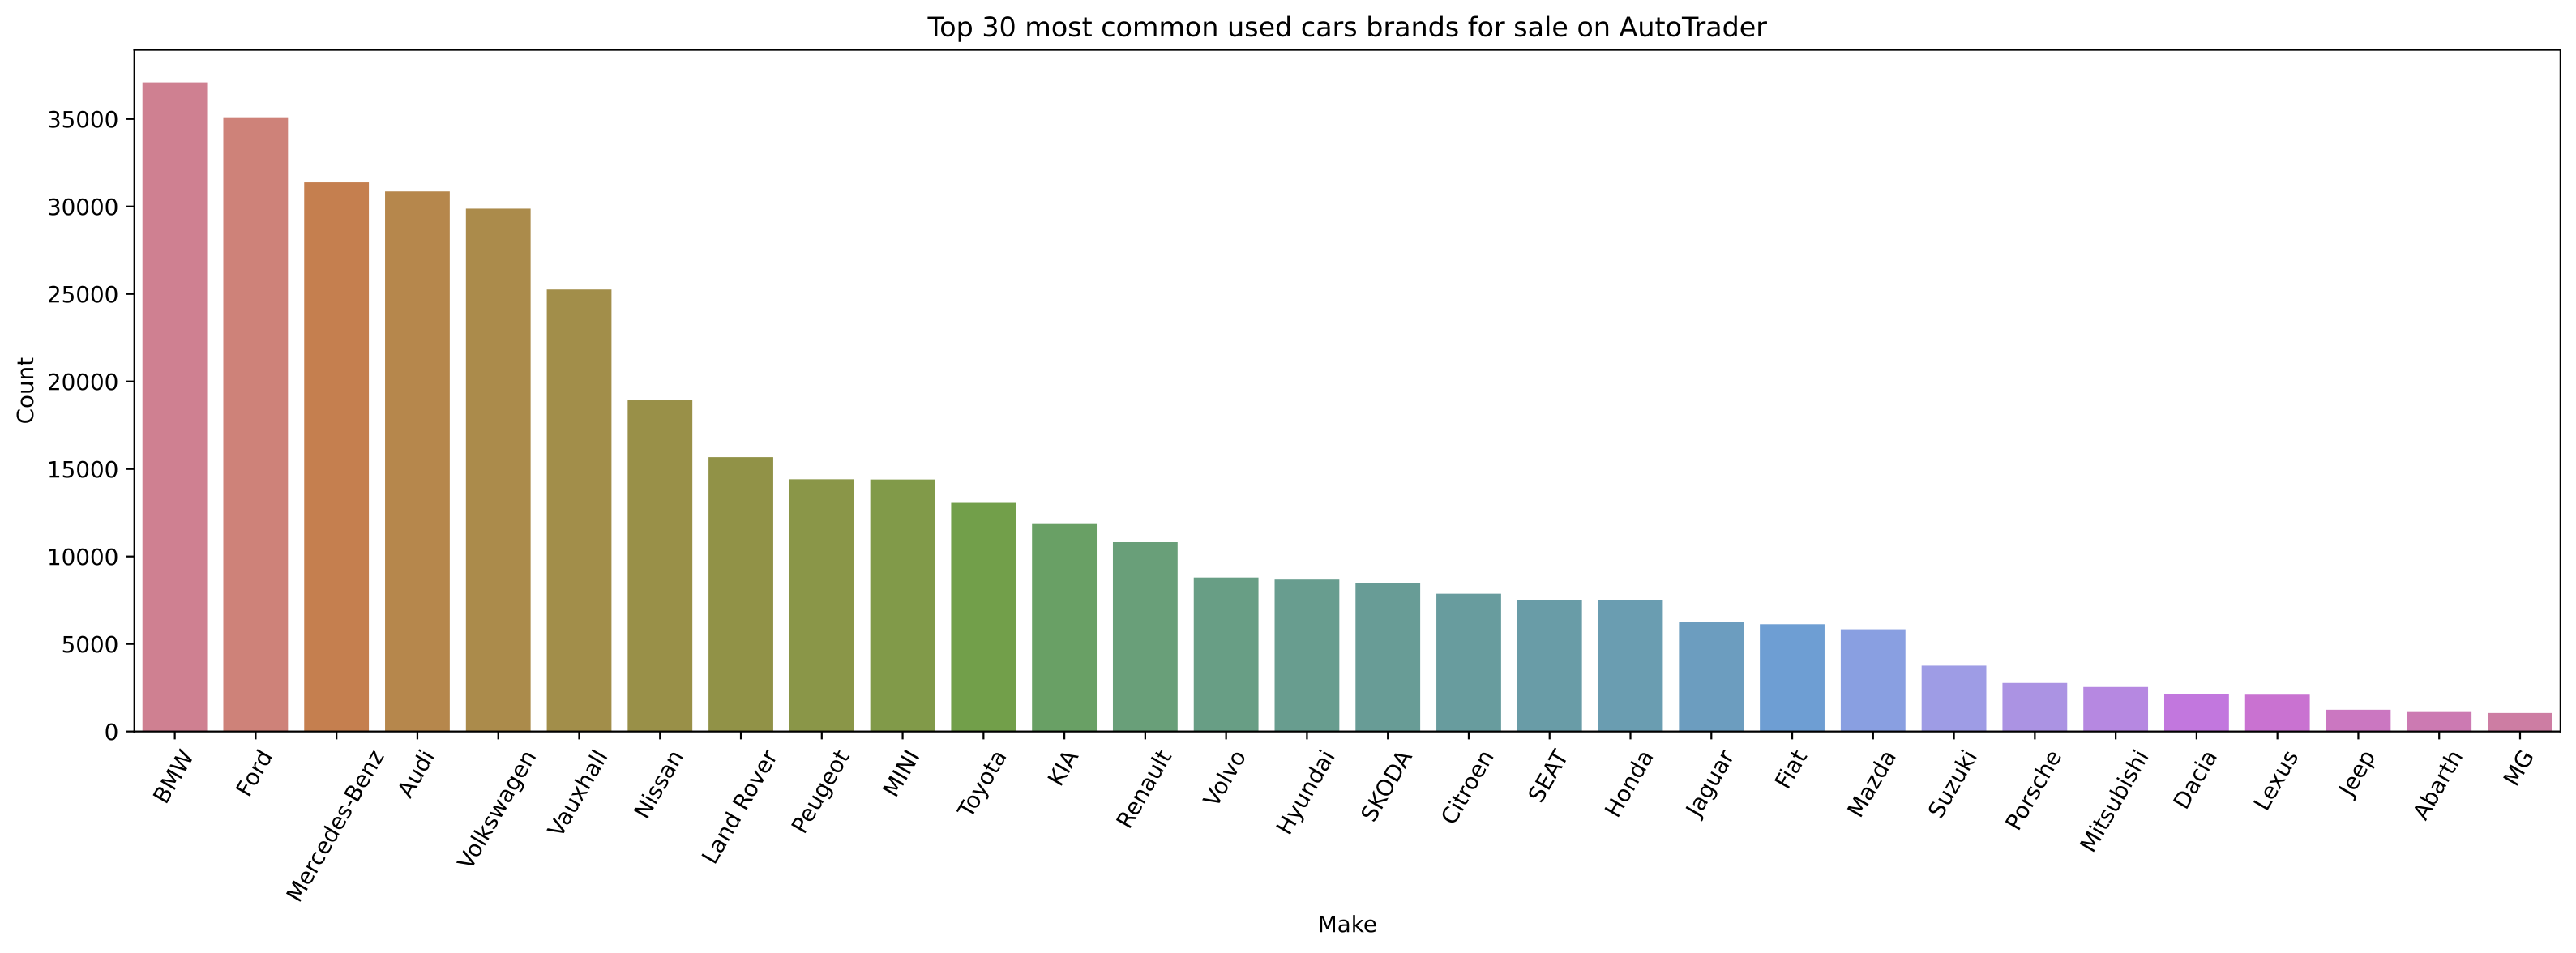 Top 30 most common used cars brands for sale on AutoTrader
Count
35000
30000
25000
20000
15000
10000
5000
0
BMW
Ford
Mercedes-Benz
Audi
Volkswagen
Vauxhall
Nissan
Land Rover
Peugeot
MINI
Toyota
KIA
Renault
Volvo
Hyundai
SKODA
Citroen
SEAT
Honda
Jaguar
Fiat
Mazda
Suzuki
Porsche
Mitsubishi
Dacia
Lexus
Jeep
Abarth
MG
Make